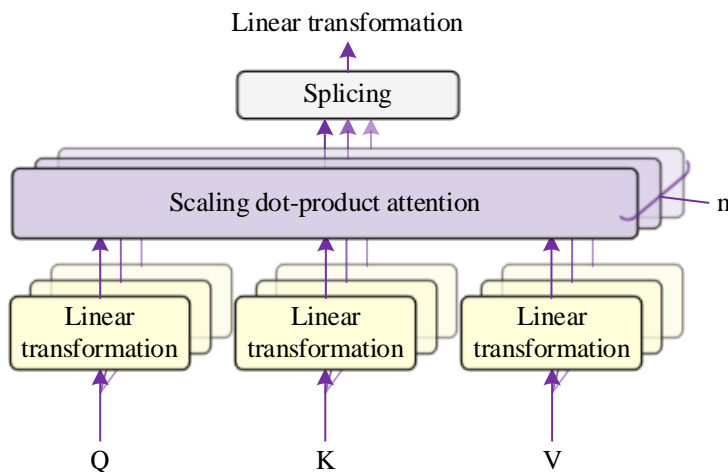 Linear transformation
Splicing
Scaling dot-product attention
n
Linear
transformation
Linear
transformation
Linear
transformation
Q
K
V